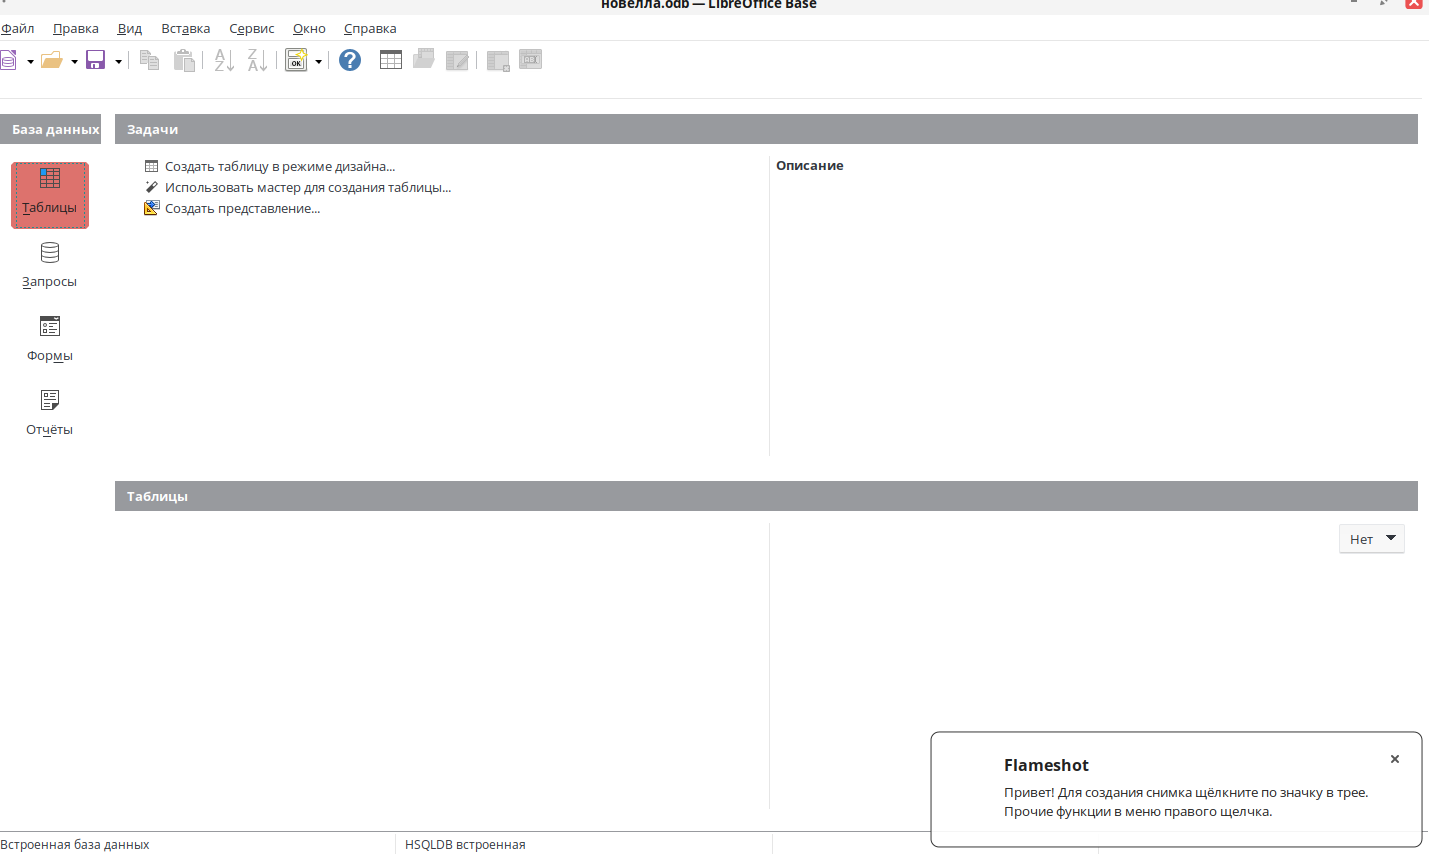 новелла.odb — LibreOffice Base
Файл Правка Вид Вставка Сервис Окно Справка
База данных
Задачи
Таблицы
Запросы
Формы
Отчёты
Создать таблицу в режиме дизайна...
Использовать мастер для создания таблицы...
Создать представление...
Описание
Таблицы
Нет
Flameshot
Привет! Для создания снимка щёлкните по значку в трее.
Прочие функции в меню правого щелчка.
Встроенная база данных
HSQLDB встроенная